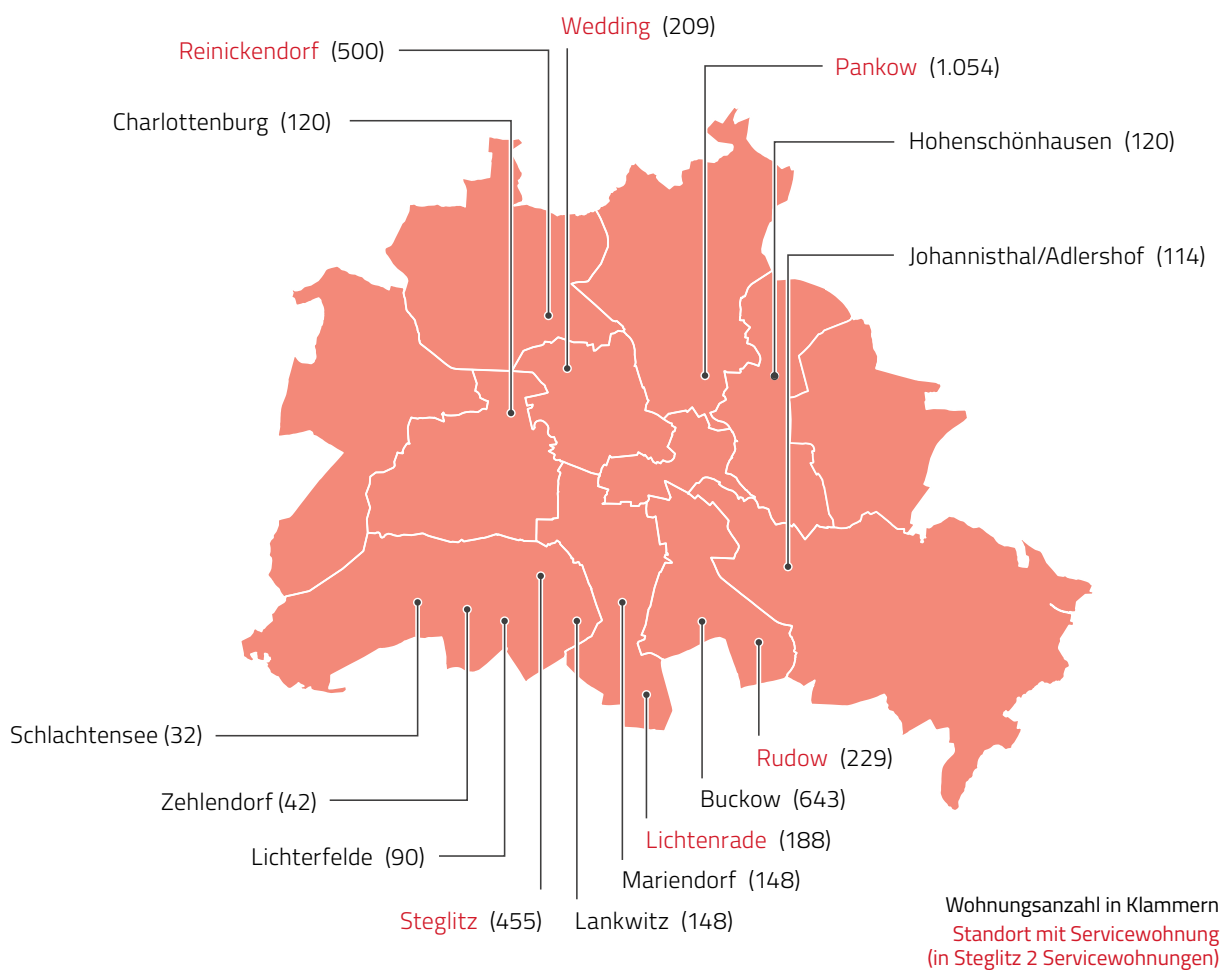 Wedding (209)
Reinickendorf (500)
Pankow (1.054)
Charlottenburg (120)
Hohenschönhausen (120)
Johannisthal/Adlershof (114)
Schlachtensee (32)
Rudow (229)
Zehlendorf (42)
Buckow (643)
Lichtenrade (188)
Lichterfelde (90)
Mariendorf (148)
Steglitz (455)
Lankwitz (148)
Wohnungsanzahl in Klammern
Standort mit Servicewohnung
(in Steglitz 2 Servicewohnungen)